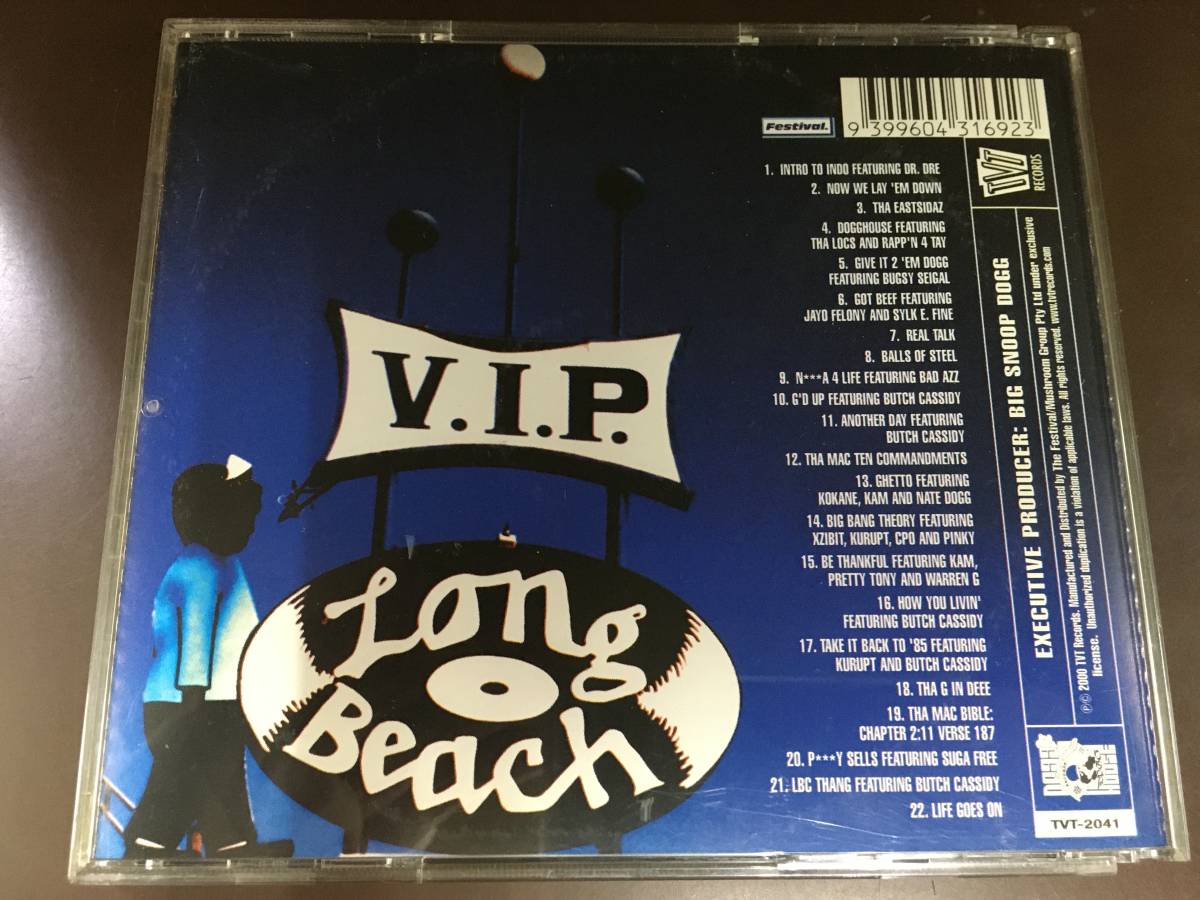 V.I.P.
Long
Beach
Festival.
9 399604 316923
1. INTRO TO INDO FEATURING DR. DRE
2. NOW WE LAY 'EM DOWN
3. THA EASTSIDAZ
4. DOGGHOUSE FEATURING
THA LOCS AND RAPP'N 4 TAY
5. GIVE IT 2 'EM DOGG
FEATURING BUGSY SEIGAL
6. GOT BEEF FEATURING
JAYO FELONY AND SYLK E. FINE
7. REAL TALK
8. BALLS OF STEEL
9. N***A 4 LIFE FEATURING BAD AZZ
10. G'D UP FEATURING BUTCH CASSIDY
11. ANOTHER DAY FEATURING
BUTCH CASSIDY
12. THA MAC TEN COMMANDMENTS
13. GHETTO FEATURING
KOKANE, KAM AND NATE DOGG
14. BIG BANG THEORY FEATURING
XZIBIT, KURUPT, CPO AND PINKY
15. BE THANKFUL FEATURING KAM,
PRETTY TONY AND WARREN G
16. HOW YOU LIVIN'
FEATURING BUTCH CASSIDY
17. TAKE IT BACK TO '85 FEATURING
KURUPT AND BUTCH CASSIDY
18. THA G IN DEEE
19. THA MAC BIBLE:
CHAPTER 2:11 VERSE 187
20. P***Y SELLS FEATURING SUGA FREE
21. LBC THANG FEATURING BUTCH CASSIDY
22. LIFE GOES ON
TVT
RECORDS
EXECUTIVE PRODUCER: BIG SNOOP DOGG
℗© 2000 TVT Records. Manufactured and Distributed by The Festival/Mushroom Group Pty Ltd under exclusive
license. Unauthorized duplication is a violation of applicable laws. All rights reserved. www.tvtrecords.com
TVT-2041